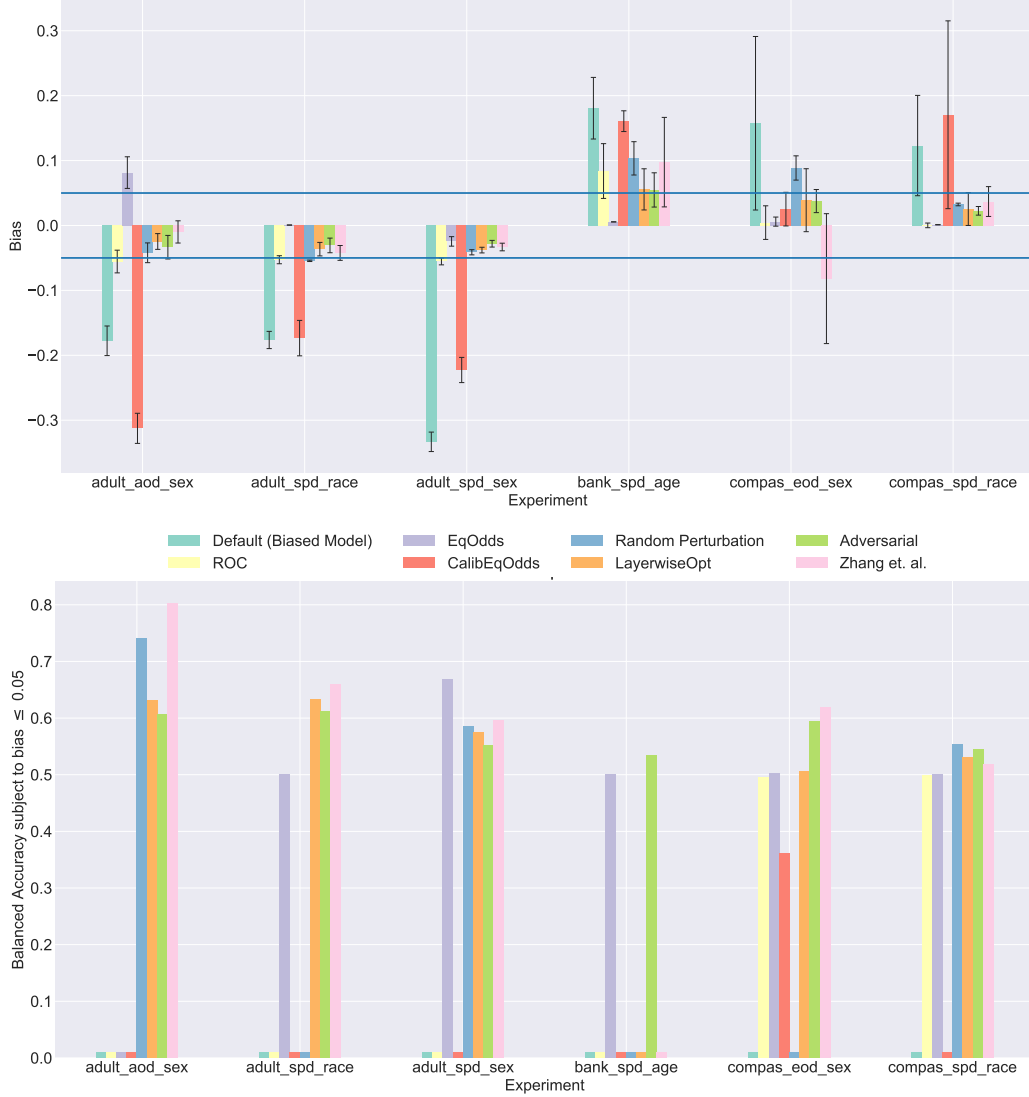 0.3
0.2
0.1
0.0
−0.1
−0.2
−0.3
Bias
adult_aod_sex adult_spd_race adult_spd_sex bank_spd_age compas_eod_sex compas_spd_race
Experiment
Default (Biased Model) EqOdds Random Perturbation Adversarial
ROC CalibEqOdds LayerwiseOpt Zhang et. al.
0.8
0.7
0.6
0.5
0.4
0.3
0.2
0.1
0.0
Balanced Accuracy subject to bias ≤ 0.05
adult_aod_sex adult_spd_race adult_spd_sex bank_spd_age compas_eod_sex compas_spd_race
Experiment